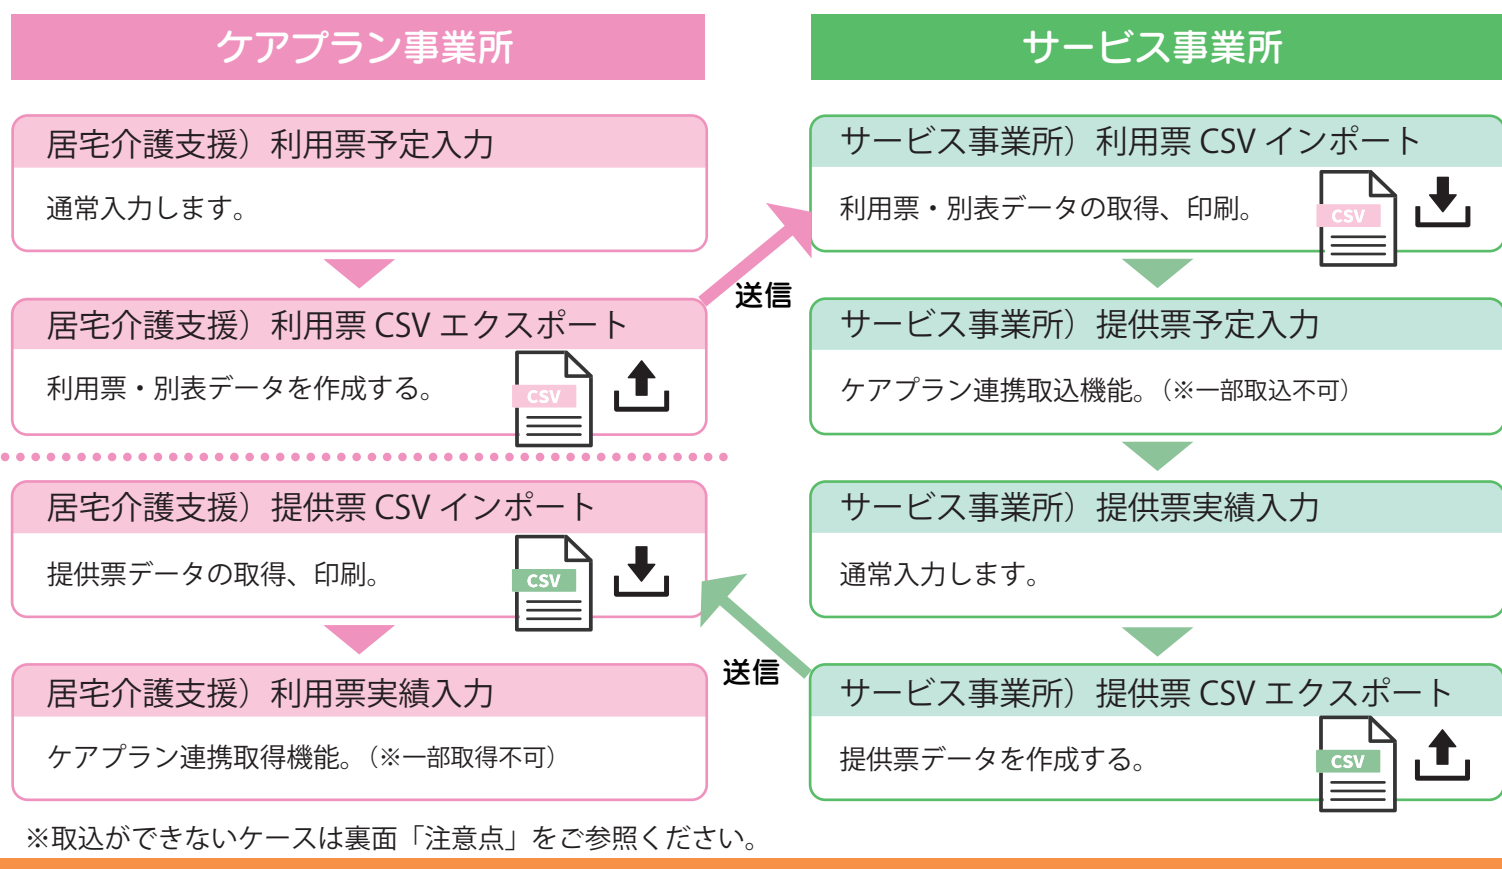 ケアプラン事業所
居宅介護支援）利用票予定入力
通常入力します。
居宅介護支援）利用票 CSV エクスポート
利用票・別表データを作成する。
CSV
送信
サービス事業所
サービス事業所）利用票 CSV インポート
利用票・別表データの取得、印刷。
CSV
サービス事業所）提供票予定入力
ケアプラン連携取込機能。（※一部取込不可）
サービス事業所）提供票実績入力
通常入力します。
サービス事業所）提供票 CSV エクスポート
提供票データを作成する。
CSV
送信
居宅介護支援）提供票 CSV インポート
提供票データの取得、印刷。
CSV
居宅介護支援）利用票実績入力
ケアプラン連携取得機能。（※一部取得不可）
※取込ができないケースは裏面「注意点」をご参照ください。